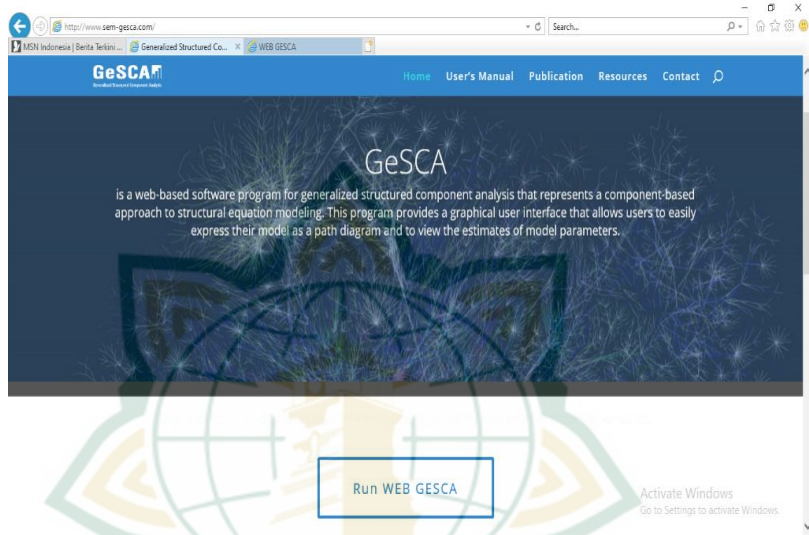 http://www.sem-gesca.com/
Search...
MSN Indonesia | Berita Terkini ...
Generalized Structured Co...
WEB GESCA
GeSCA
Generalized Structured Component Analysis
Home User's Manual Publication Resources Contact
GeSCA
is a web-based software program for generalized structured component analysis that represents a component-based
approach to structural equation modeling. This program provides a graphical user interface that allows users to easily
express their model as a path diagram and to view the estimates of model parameters.
Run WEB GESCA
Activate Windows
Go to Settings to activate Windows.